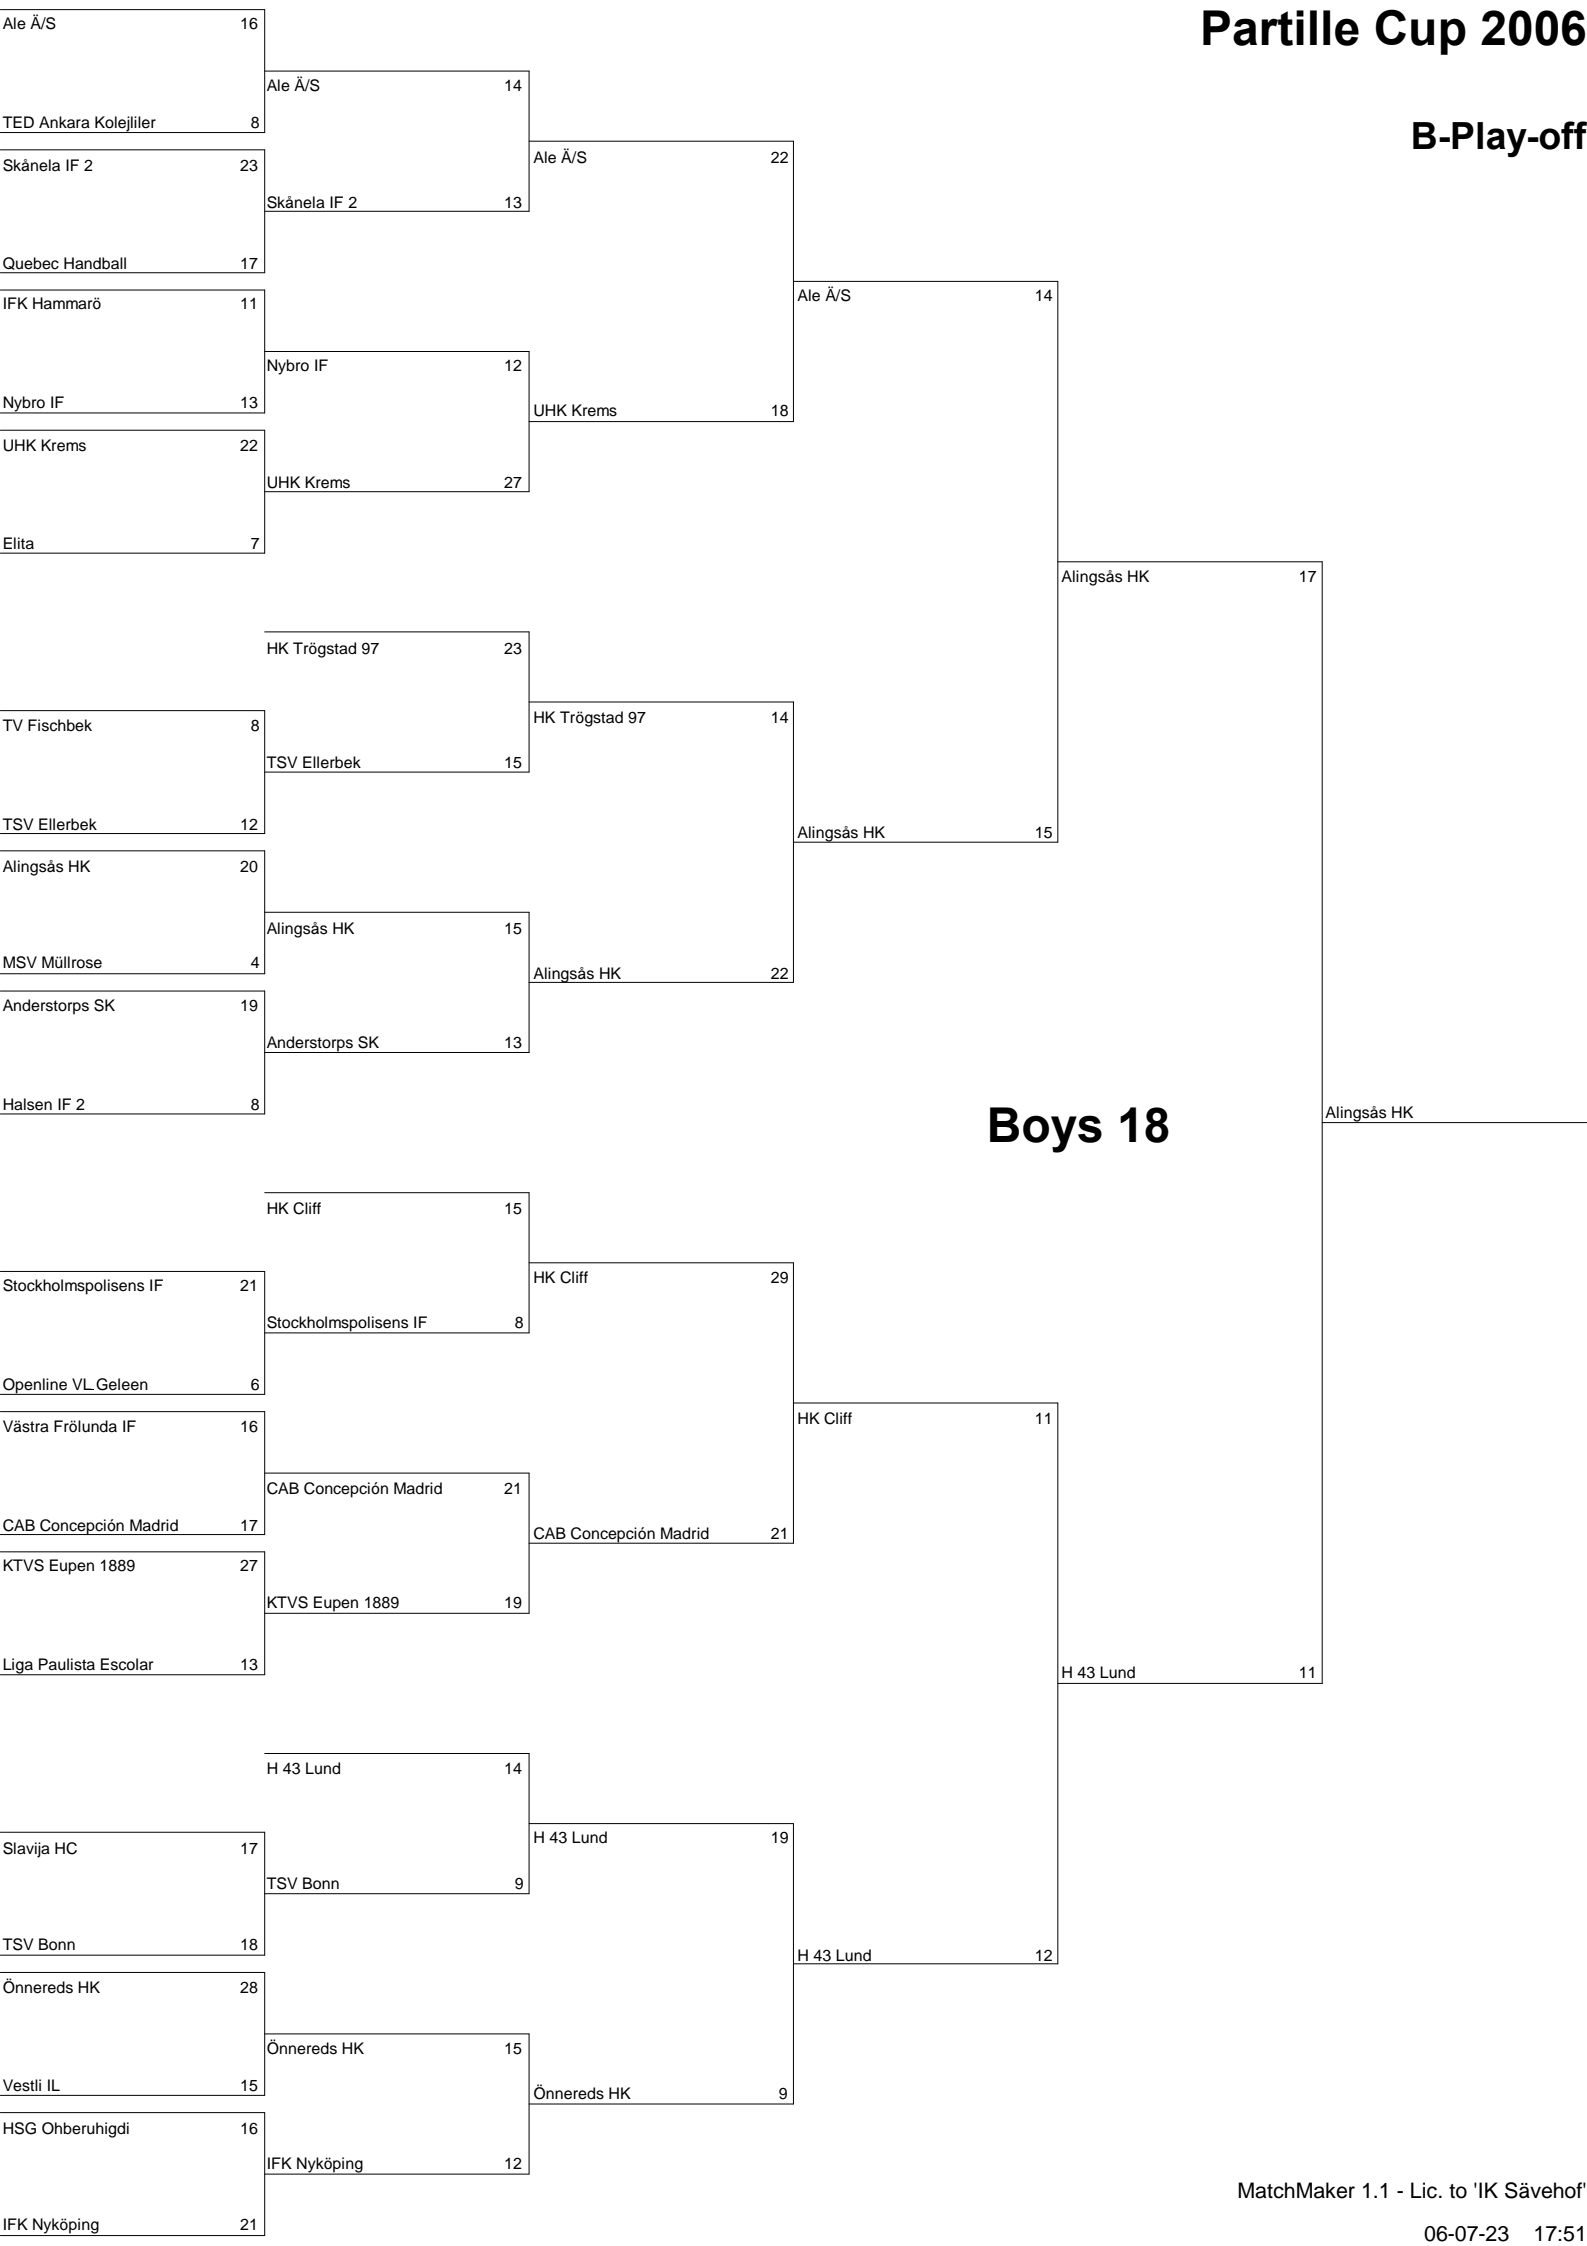 Partille Cup 2006
B-Play-off
Boys 18
Ale Ä/S 16
TED Ankara Kolejliler 8
Skånela IF 2 23
Quebec Handball 17
IFK Hammarö 11
Nybro IF 13
UHK Krems 22
Elita 7
TV Fischbek 8
TSV Ellerbek 12
Alingsås HK 20
MSV Müllrose 4
Anderstorps SK 19
Halsen IF 2 8
Stockholmspolisens IF 21
Openline VL.Geleen 6
Västra Frölunda IF 16
CAB Concepción Madrid 17
KTVS Eupen 1889 27
Liga Paulista Escolar 13
Slavija HC 17
TSV Bonn 18
Önnereds HK 28
Vestli IL 15
HSG Ohberuhigdi 16
IFK Nyköping 21
Ale Ä/S 14
Skånela IF 2 13
Nybro IF 12
UHK Krems 27
HK Trögstad 97 23
TSV Ellerbek 15
Alingsås HK 15
Anderstorps SK 13
HK Cliff 15
Stockholmspolisens IF 8
CAB Concepción Madrid 21
KTVS Eupen 1889 19
H 43 Lund 14
TSV Bonn 9
Önnereds HK 15
IFK Nyköping 12
Ale Ä/S 22
UHK Krems 18
HK Trögstad 97 14
Alingsås HK 22
HK Cliff 29
CAB Concepción Madrid 21
H 43 Lund 19
Önnereds HK 9
Ale Ä/S 14
Alingsås HK 15
HK Cliff 11
H 43 Lund 12
Alingsås HK 17
H 43 Lund 11
Alingsås HK
MatchMaker 1.1 - Lic. to 'IK Sävehof'
06-07-23 17:51